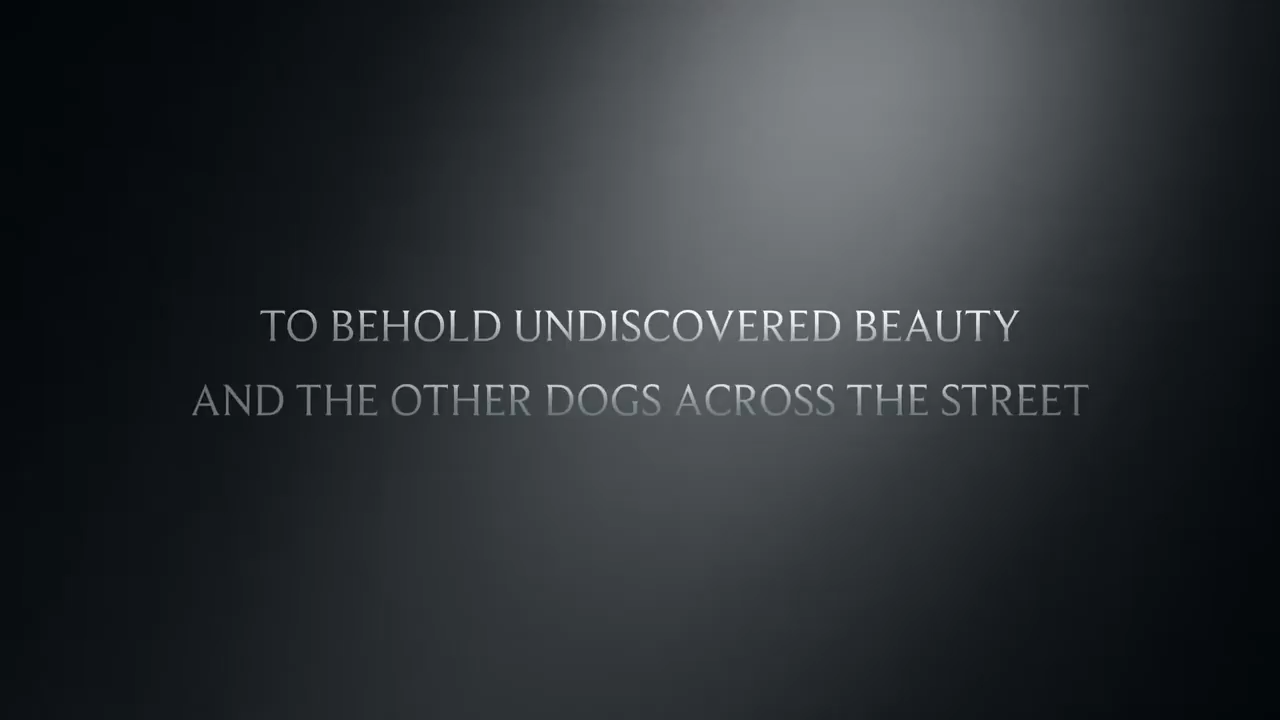 TO BEHOLD UNDISCOVERED BEAUTY
AND THE OTHER DOGS ACROSS THE STREET